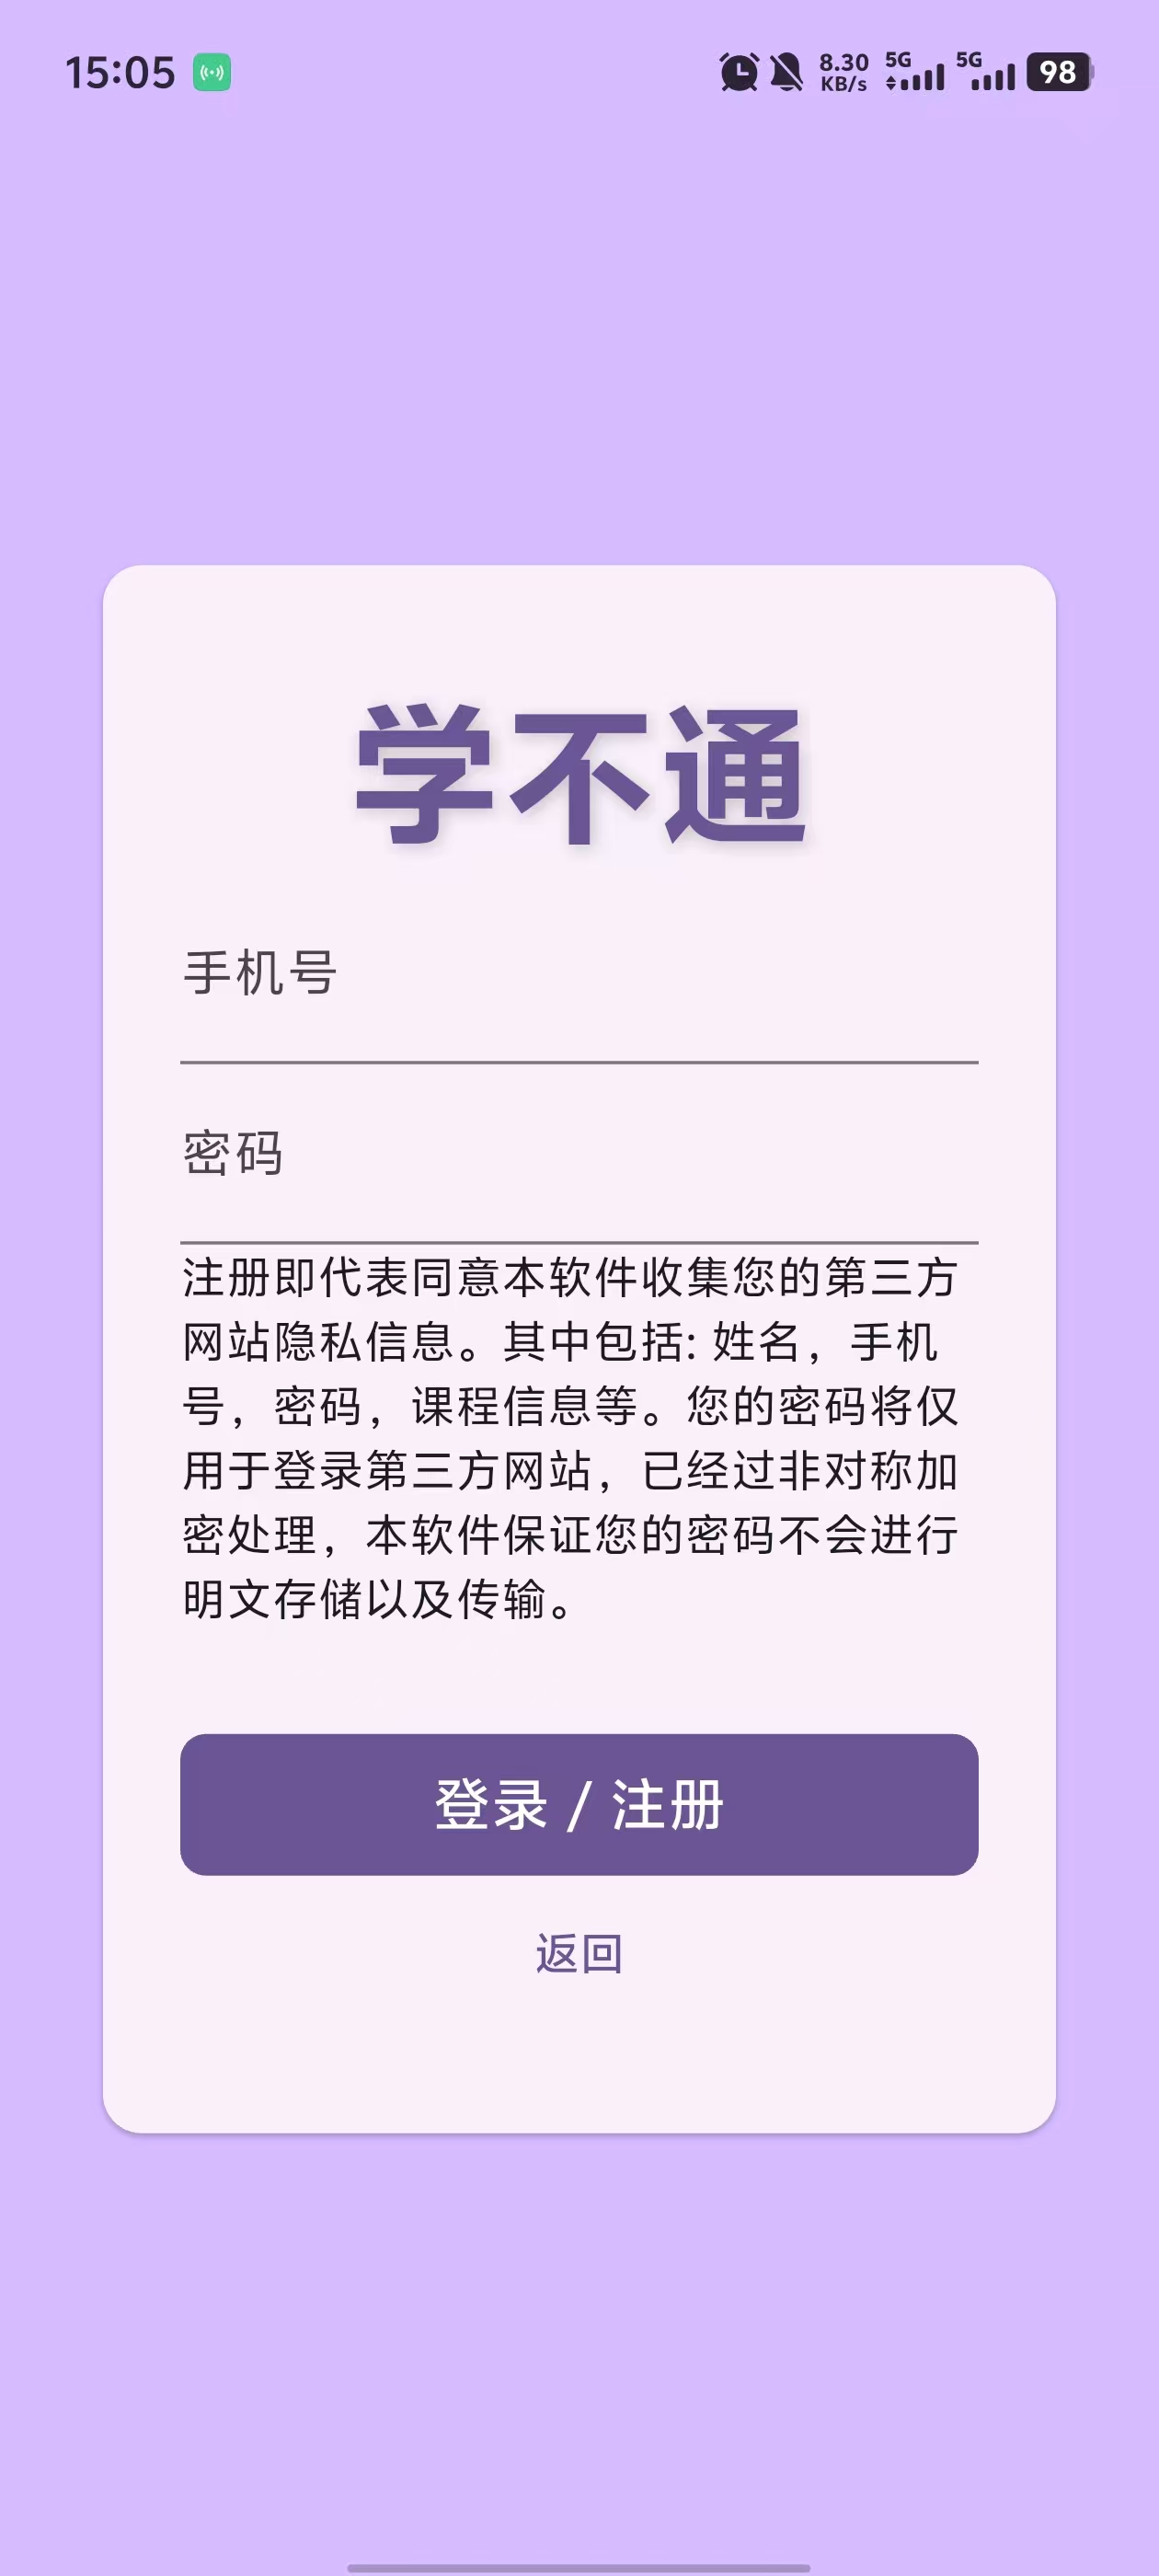 15:05
8.30 KB/s 5G 5G 98
学不通
手机号
密码
注册即代表同意本软件收集您的第三方
网站隐私信息。其中包括: 姓名，手机
号，密码，课程信息等。您的密码将仅
用于登录第三方网站，已经过非对称加
密处理，本软件保证您的密码不会进行
明文存储以及传输。
登录 / 注册
返回